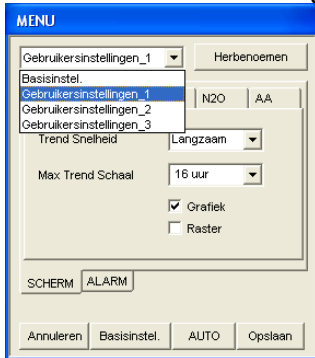 MENU
Gebruikersinstellingen_1 Herbenoemen
Basisinstel.
Gebruikersinstellingen_1 N2O AA
Gebruikersinstellingen_2
Gebruikersinstellingen_3
Trend Snelheid Langzaam
Max Trend Schaal 16 uur
Grafiek
Raster
SCHERM ALARM
Annuleren Basisinstel. AUTO Opslaan